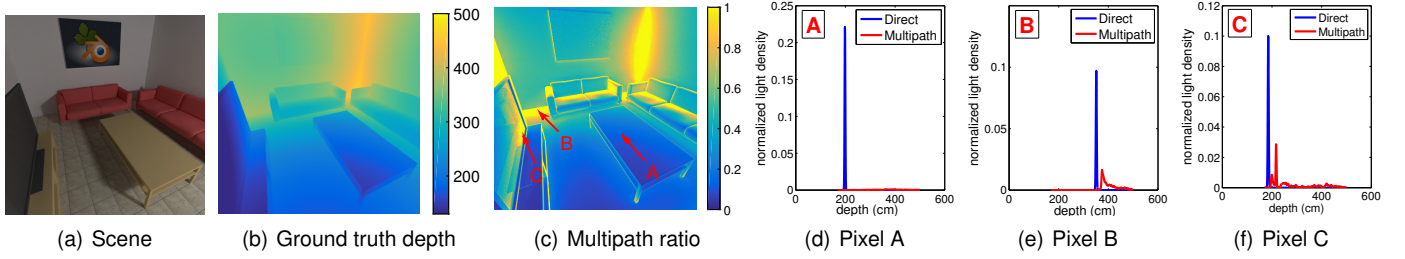 500
400
300
200
(a) Scene
(b) Ground truth depth
1
0.8
0.6
0.4
0.2
0
B
C
A
(c) Multipath ratio
0.25
0.2
0.15
0.1
0.05
0
normalized light density
A
Direct
Multipath
0 200 400 600
depth (cm)
(d) Pixel A
0.1
0.05
0
normalized light density
B
Direct
Multipath
0 200 400 600
depth (cm)
(e) Pixel B
0.12
0.1
0.08
0.06
0.04
0.02
0
normalized light density
C
Direct
Multipath
0 200 400 600
depth (cm)
(f) Pixel C